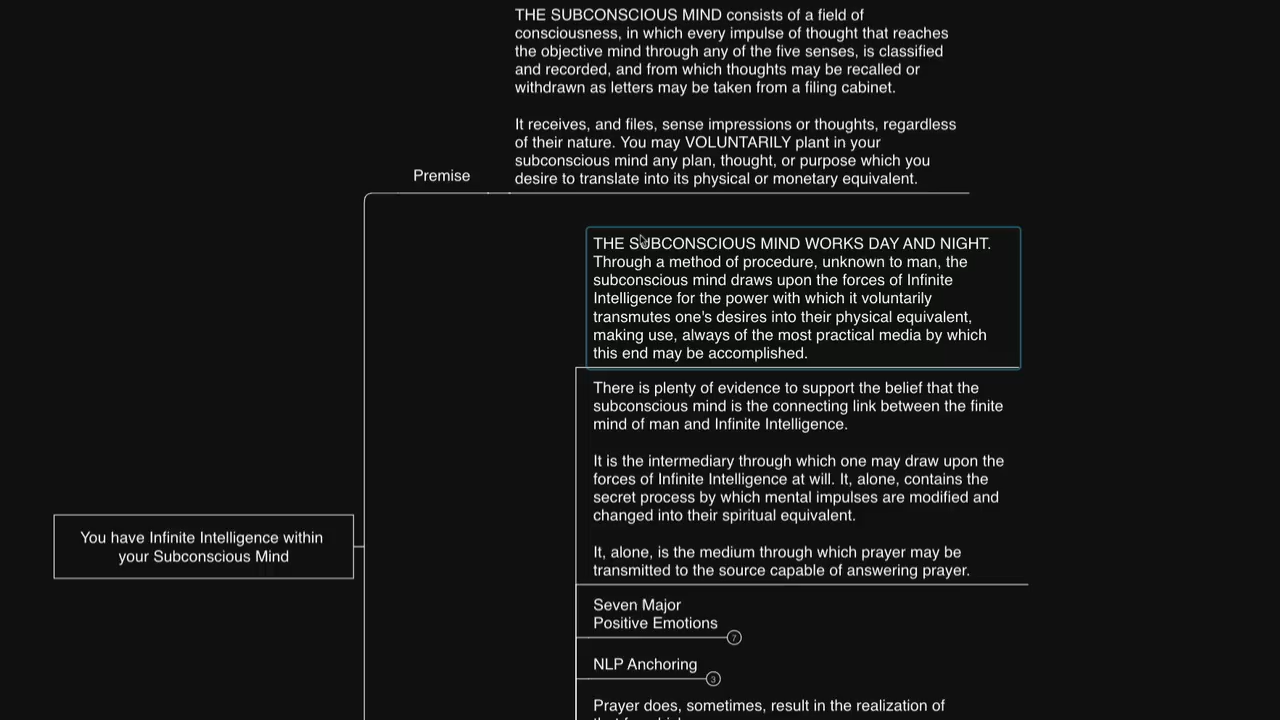 THE SUBCONSCIOUS MIND consists of a field of
consciousness, in which every impulse of thought that reaches
the objective mind through any of the five senses, is classified
and recorded, and from which thoughts may be recalled or
withdrawn as letters may be taken from a filing cabinet.
It receives, and files, sense impressions or thoughts, regardless
of their nature. You may VOLUNTARILY plant in your
subconscious mind any plan, thought, or purpose which you
desire to translate into its physical or monetary equivalent.
Premise
THE SUBCONSCIOUS MIND WORKS DAY AND NIGHT.
Through a method of procedure, unknown to man, the
subconscious mind draws upon the forces of Infinite
Intelligence for the power with which it voluntarily
transmutes one's desires into their physical equivalent,
making use, always of the most practical media by which
this end may be accomplished.
There is plenty of evidence to support the belief that the
subconscious mind is the connecting link between the finite
mind of man and Infinite Intelligence.
It is the intermediary through which one may draw upon the
forces of Infinite Intelligence at will. It, alone, contains the
secret process by which mental impulses are modified and
changed into their spiritual equivalent.
It, alone, is the medium through which prayer may be
transmitted to the source capable of answering prayer.
You have Infinite Intelligence within
your Subconscious Mind
Seven Major
Positive Emotions
7
NLP Anchoring
3
Prayer does, sometimes, result in the realization of